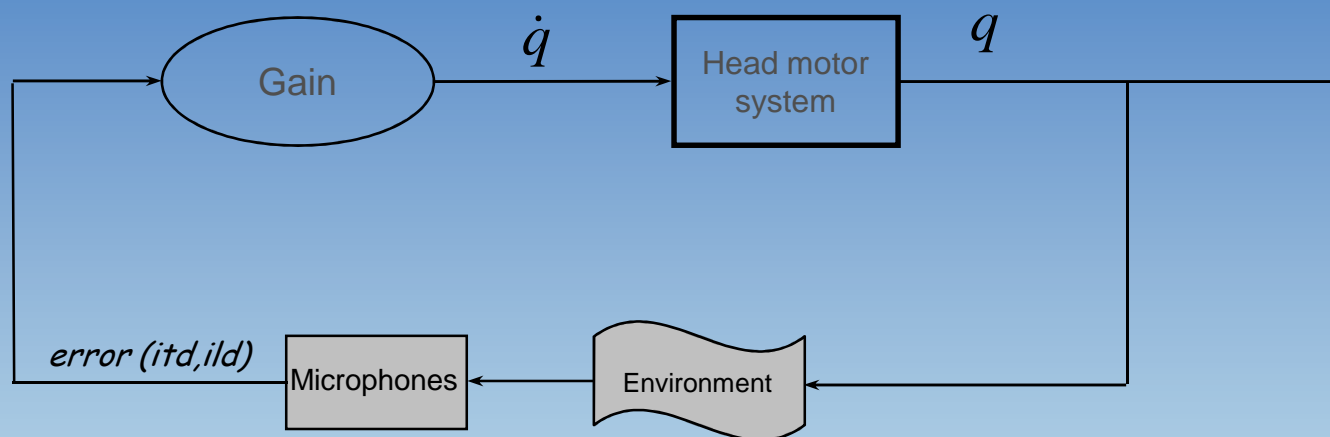 q̇
q
Gain
Head motor
system
error (itd,ild)
Microphones
Environment